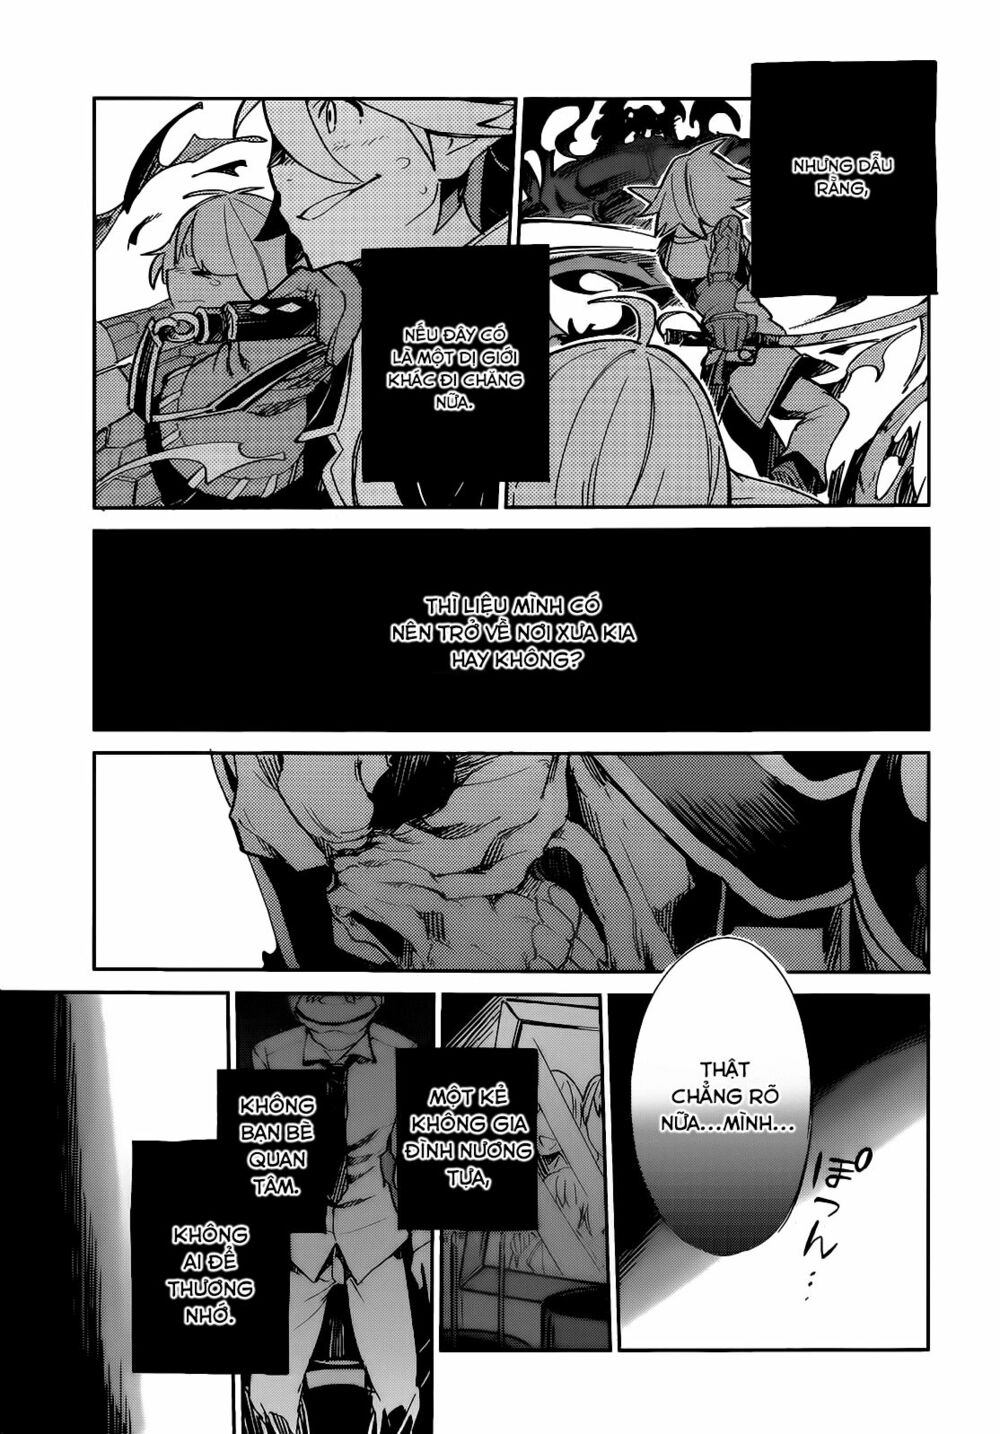 NHƯNG DẪU
RẰNG,
NẾU ĐÂY CÓ
LÀ MỘT DỊ GIỚI
KHÁC ĐI CHĂNG
NỮA.
THÌ LIỆU MÌNH CÓ
NÊN TRỞ VỀ NƠI XƯA KIA
HAY KHÔNG?
THẬT
CHẲNG RÕ
NỮA...MÌNH...
ぽつん…
MỘT KẺ
KHÔNG GIA
ĐÌNH NƯƠNG
TỰA,
KHÔNG
BẠN BÈ
QUAN
TÂM.
KHÔNG
AI ĐỂ
THƯƠNG
NHỚ.